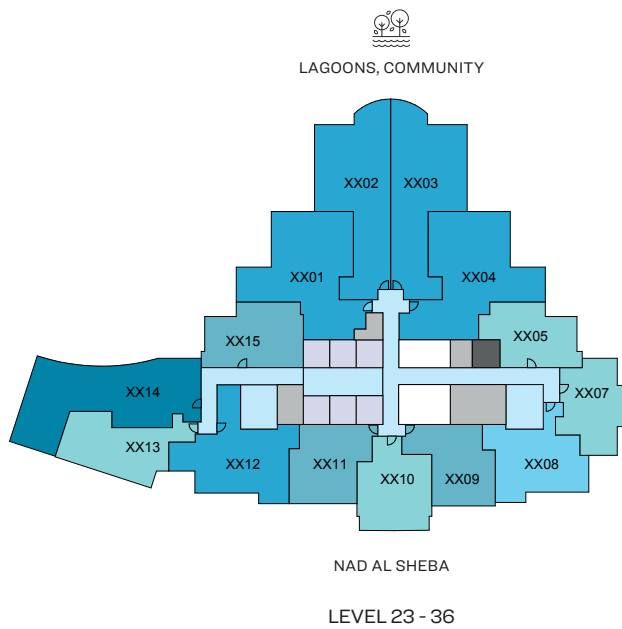 LAGOONS, COMMUNITY
XX02
XX03
XX01
XX04
XX15
XX05
XX14
XX07
XX13
XX12
XX11
XX10
XX09
XX08
NAD AL SHEBA
LEVEL 23 - 36